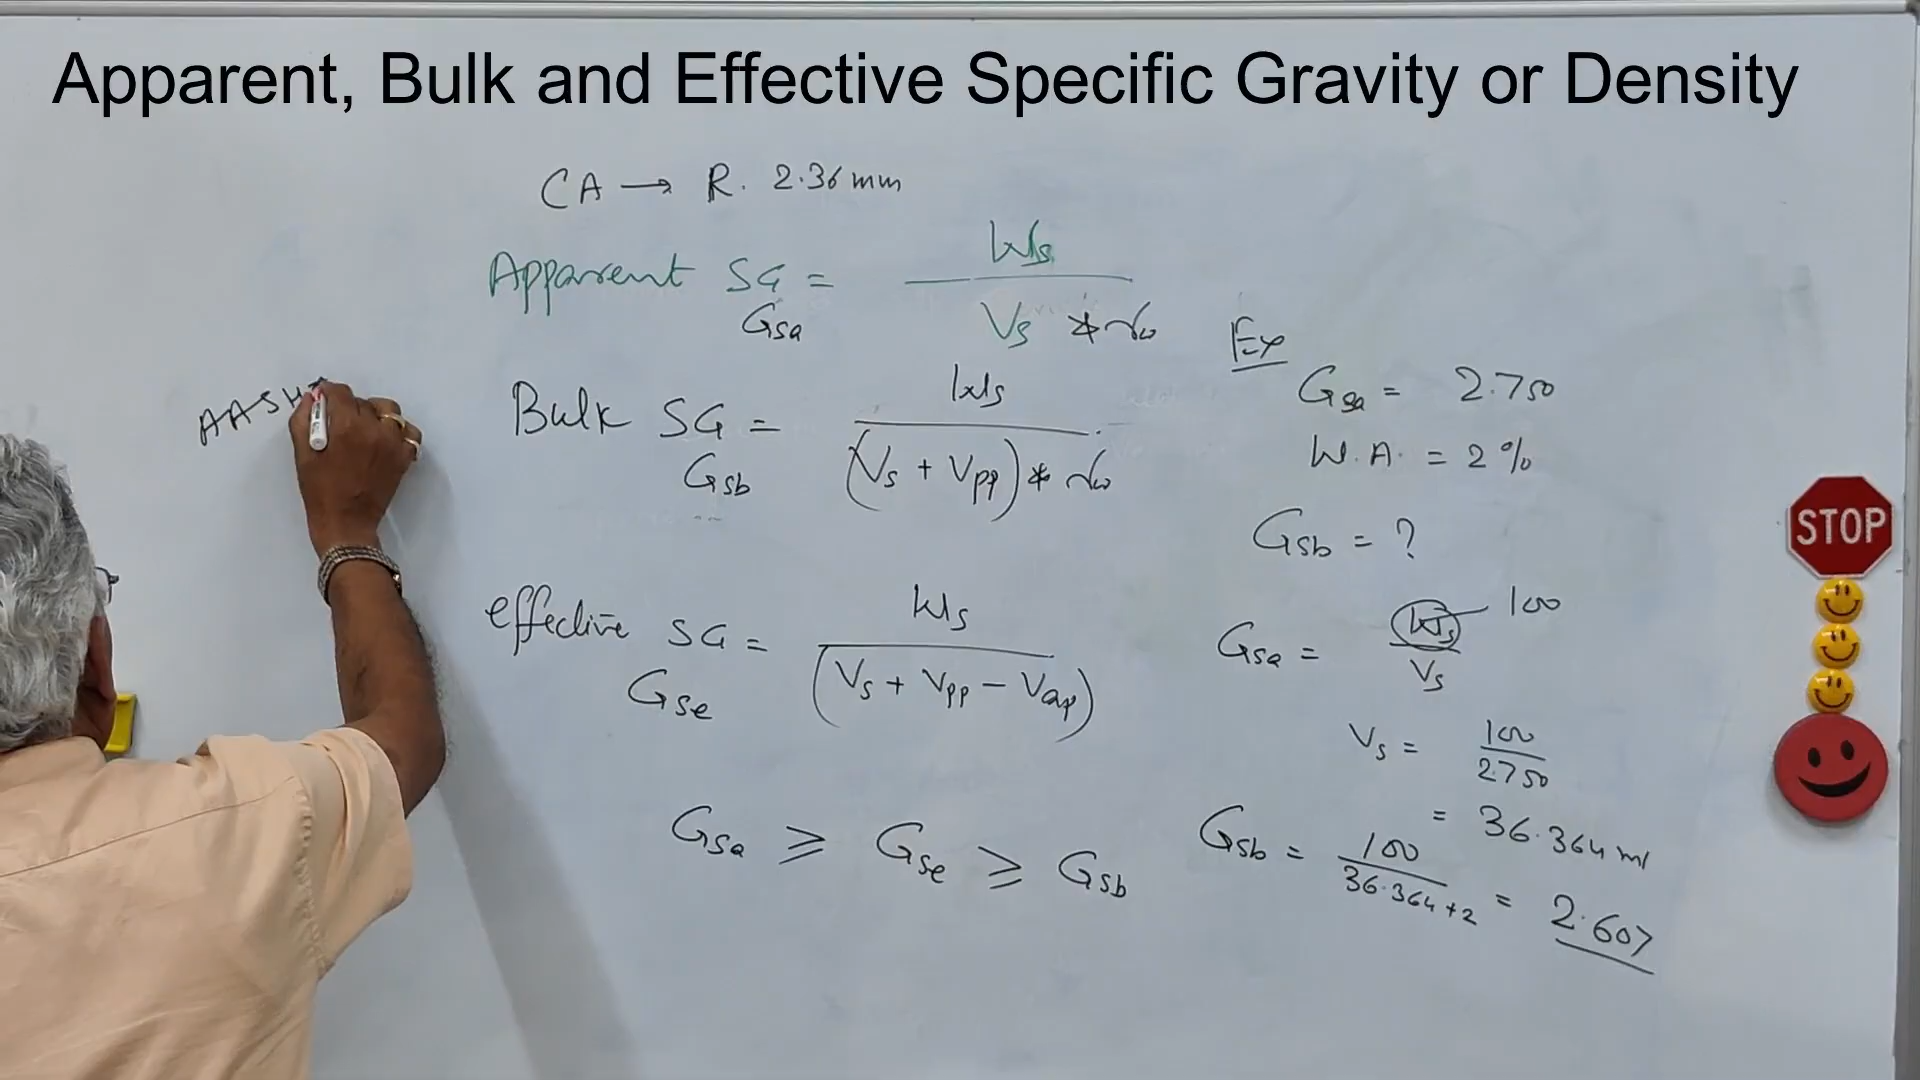 Apparent, Bulk and Effective Specific Gravity or Density
CA → R. 2.36 mm
Apparent SG = Ws / Vs * γw
Gsa
Bulk SG = Ws / (Vs + Vpp) * γw
Gsb
effective SG = Ws / (Vs + Vpp - Vap)
Gse
Gsa ≥ Gse ≥ Gsb
AASHT
Ex
Gsa = 2.750
W.A. = 2%
Gsb = ?
Gsa = Ws / Vs
100
Vs = 100 / 2750
= 36.364 ml
Gsb = 100 / 36.364 + 2 = 2.607
STOP